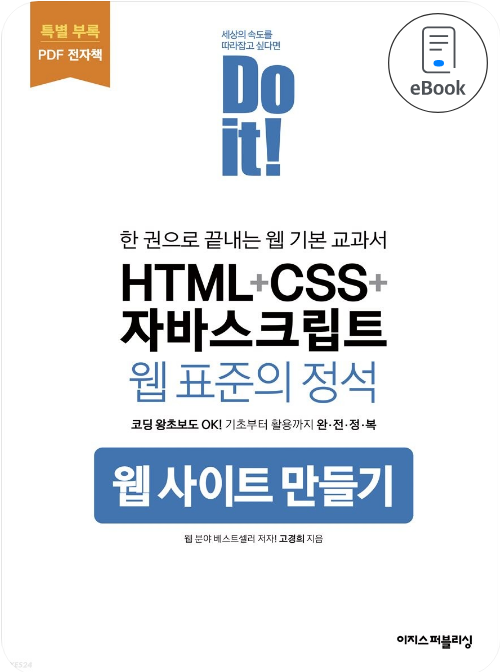 특별 부록
PDF 전자책
세상의 속도를
따라잡고 싶다면
Do
it!
eBook
한 권으로 끝내는 웹 기본 교과서
HTML+CSS+
자바스크립트
웹 표준의 정석
코딩 왕초보도 OK! 기초부터 활용까지 완·전·정·복
웹 사이트 만들기
웹 분야 베스트셀러 저자! 고경희 지음
이지스퍼블리싱
YES24